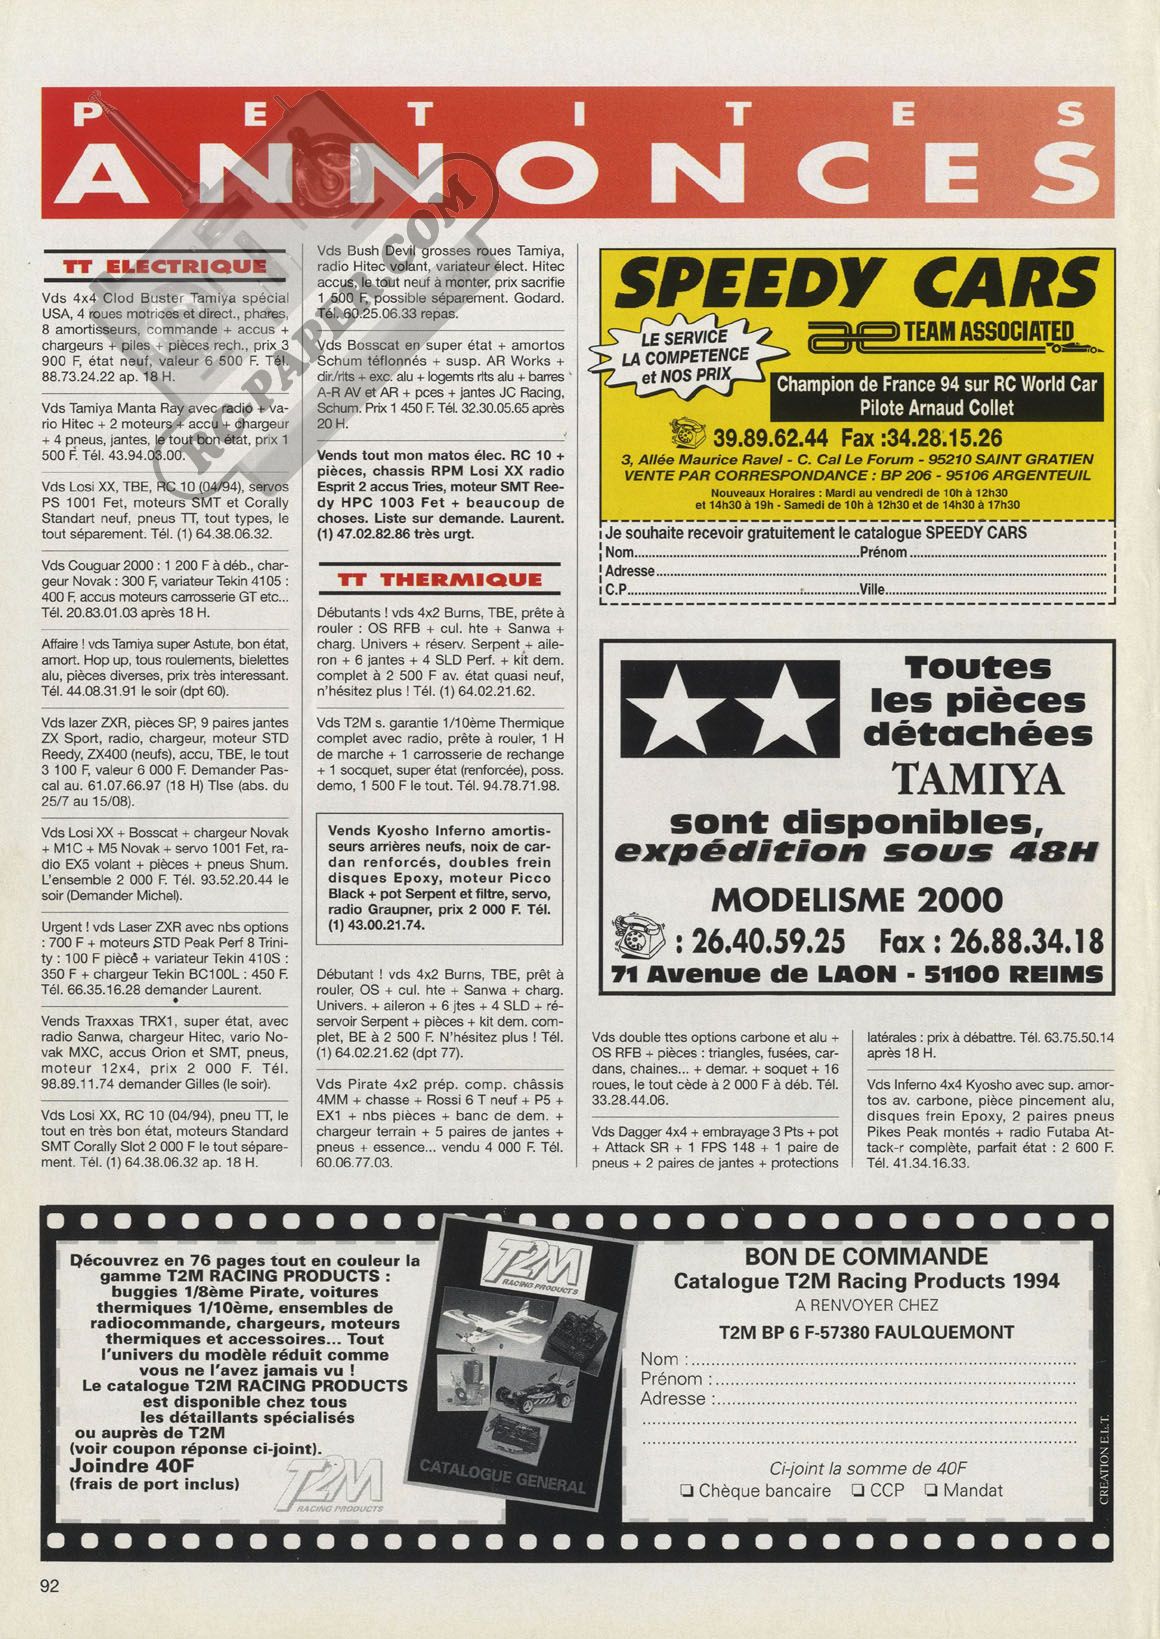 PETITES
ANNONCES
TT ELECTRIQUE
Vds 4x4 Clod Buster Tamiya spécial
USA, 4 roues motrices et direct., phares,
8 amortisseurs, commande + accus +
chargeurs + piles + pièces rech., prix 3
900 F, état neuf, valeur 6 500 F. Tél.
88.73.24.22 ap. 18 H.
Vds Tamiya Manta Ray avec radio + va-
rio Hitec + 2 moteurs + accu + chargeur
+ 4 pneus, jantes, le tout bon état, prix 1
500 F. Tél. 43.94.03.00.
Vds Losi XX, TBE, RC 10 (04/94), servos
PS 1001 Fet, moteurs SMT et Corally
Standart neuf, pneus TT, tout types, le
tout séparement. Tél. (1) 64.38.06.32.
Vds Couguar 2000 : 1 200 F à déb., char-
geur Novak : 300 F, variateur Tekin 4105 :
400 F, accus moteurs carrosserie GT etc...
Tél. 20.83.01.03 après 18 H.
Affaire ! vds Tamiya super Astute, bon état,
amort. Hop up, tous roulements, bielettes
alu, pièces diverses, prix très interessant.
Tél. 44.08.31.91 le soir (dpt 60).
Vds lazer ZXR, pièces SP, 9 paires jantes
ZX Sport, radio, chargeur, moteur STD
Reedy, ZX400 (neufs), accu, TBE, le tout
3 100 F, valeur 6 000 F. Demander Pas-
cal au. 61.07.66.97 (18 H) Tlse (abs. du
25/7 au 15/08).
Vds Losi XX + Bosscat + chargeur Novak
+ M1C + M5 Novak + servo 1001 Fet, ra-
dio EX5 volant + pièces + pneus Shum.
L'ensemble 2 000 F. Tél. 93.52.20.44 le
soir (Demander Michel).
Urgent ! vds Laser ZXR avec nbs options
: 700 F + moteurs STD Peak Perf 8 Trini-
ty : 100 F pièce + variateur Tekin 410S :
350 F + chargeur Tekin BC100L : 450 F.
Tél. 66.35.16.28 demander Laurent.
Vends Traxxas TRX1, super état, avec
radio Sanwa, chargeur Hitec, vario No-
vak MXC, accus Orion et SMT, pneus,
moteur 12x4, prix 2 000 F. Tél.
98.89.11.74 demander Gilles (le soir).
Vds Losi XX, RC 10 (04/94), pneu TT, le
tout en très bon état, moteurs Standard
SMT Corally Slot 2 000 F le tout sépare-
ment. Tél. (1) 64.38.06.32 ap. 18 H.
Vds Bush Devil grosses roues Tamiya,
radio Hitec volant, variateur élect. Hitec
accus, le tout neuf à monter, prix sacrifie
1 500 F, possible séparement. Godard.
Tél. 60.25.06.33 repas.
Vds Bosscat en super état + amortos
Schum téflonnés + susp. AR Works +
dir./rlts + exc. alu + logemts rlts alu + barres
A-R AV et AR + pces + jantes JC Racing,
Schum. Prix 1 450 F. Tél. 32.30.05.65 après
20 H.
Vends tout mon matos élec. RC 10 +
pièces, chassis RPM Losi XX radio
Esprit 2 accus Tries, moteur SMT Ree-
dy HPC 1003 Fet + beaucoup de
choses. Liste sur demande. Laurent.
(1) 47.02.82.86 très urgt.
TT THERMIQUE
Débutants ! vds 4x2 Burns, TBE, prête à
rouler : OS RFB + cul. hte + Sanwa +
charg. Univers + réserv. Serpent + aile-
ron + 6 jantes + 4 SLD Perf. + kit dem.
complet à 2 500 F av. état quasi neuf,
n'hésitez plus ! Tél. (1) 64.02.21.62.
Vds T2M s. garantie 1/10ème Thermique
complet avec radio, prête à rouler, 1 H
de marche + 1 carrosserie de rechange
+ 1 socquet, super état (renforcée), poss.
demo, 1 500 F le tout. Tél. 94.78.71.98.
Vends Kyosho Inferno amortis-
seurs arrières neufs, noix de car-
dan renforcés, doubles frein
disques Epoxy, moteur Picco
Black + pot Serpent et filtre, servo,
radio Graupner, prix 2 000 F. Tél.
(1) 43.00.21.74.
Débutant ! vds 4x2 Burns, TBE, prêt à
rouler, OS + cul. hte + Sanwa + charg.
Univers. + aileron + 6 jtes + 4 SLD + ré-
servoir Serpent + pièces + kit dem. com-
plet, BE à 2 500 F. N'hésitez plus ! Tél.
(1) 64.02.21.62 (dpt 77).
Vds Pirate 4x2 prép. comp. châssis
4MM + chasse + Rossi 6 T neuf + P5 +
EX1 + nbs pièces + banc de dem. +
chargeur terrain + 5 paires de jantes +
pneus + essence... vendu 4 000 F. Tél.
60.06.77.03.
SPEEDY CARS
LE SERVICE
LA COMPETENCE
et NOS PRIX
TEAM ASSOCIATED
Champion de France 94 sur RC World Car
Pilote Arnaud Collet
39.89.62.44 Fax :34.28.15.26
3, Allée Maurice Ravel - C. Cal Le Forum - 95210 SAINT GRATIEN
VENTE PAR CORRESPONDANCE : BP 206 - 95106 ARGENTEUIL
Nouveaux Horaires : Mardi au vendredi de 10h à 12h30
et 14h30 à 19h - Samedi de 10h à 12h30 et de 14h30 à 17h30
Je souhaite recevoir gratuitement le catalogue SPEEDY CARS
Nom.....................Prénom.....................
Adresse.....................
C.P.....................Ville.....................
Toutes
les pièces
détachées
TAMIYA
sont disponibles,
expédition sous 48H
MODELISME 2000
: 26.40.59.25 Fax : 26.88.34.18
71 Avenue de LAON - 51100 REIMS
Vds double ttes options carbone et alu +
OS RFB + pièces : triangles, fusées, car-
dans, chaines... + demar. + soquet + 16
roues, le tout cède à 2 000 F à déb. Tél.
33.28.44.06.
Vds Dagger 4x4 + embrayage 3 Pts + pot
+ Attack SR + 1 FPS 148 + 1 paire de
pneus + 2 paires de jantes + protections
latérales : prix à débattre. Tél. 63.75.50.14
après 18 H.
Vds Inferno 4x4 Kyosho avec sup. amor-
tos av. carbone, pièce pincement alu,
disques frein Epoxy, 2 paires pneus
Pikes Peak montés + radio Futaba At-
tack-r complète, parfait état : 2 600 F.
Tél. 41.34.16.33.
Découvrez en 76 pages tout en couleur la
gamme T2M RACING PRODUCTS :
buggies 1/8ème Pirate, voitures
thermiques 1/10ème, ensembles de
radiocommande, chargeurs, moteurs
thermiques et accessoires... Tout
l'univers du modèle réduit comme
vous ne l'avez jamais vu !
Le catalogue T2M RACING PRODUCTS
est disponible chez tous
les détaillants spécialisés
ou auprès de T2M
(voir coupon réponse ci-joint).
Joindre 40F
(frais de port inclus)
T2M
RACING PRODUCTS
T2M
RACING PRODUCTS
CATALOGUE GENERAL
BON DE COMMANDE
Catalogue T2M Racing Products 1994
A RENVOYER CHEZ
T2M BP 6 F-57380 FAULQUEMONT
Nom :.....................
Prénom :.....................
Adresse :.....................
Ci-joint la somme de 40F
❏ Chèque bancaire ❏ CCP ❏ Mandat
CREATION E.L.T.
92
RC-PAPER.COM